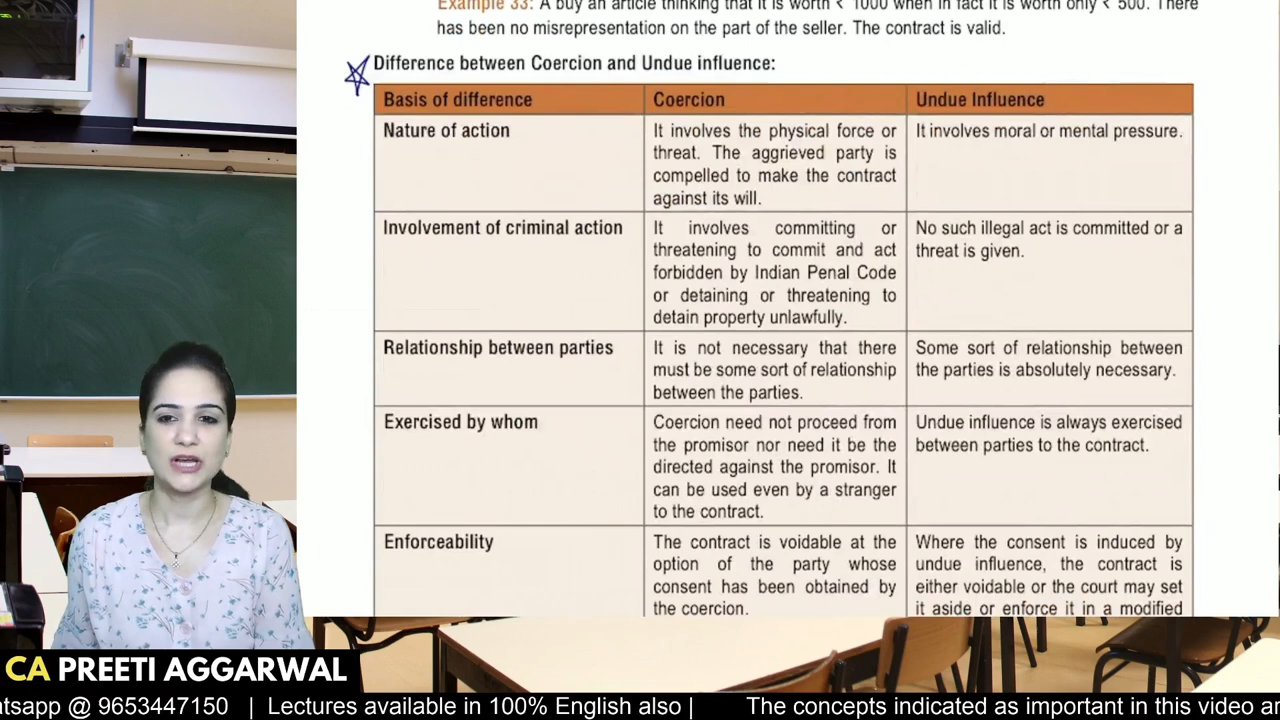 Example 33: A buy an article thinking that it is worth ₹ 1000 when in fact it is worth only ₹ 500. There
has been no misrepresentation on the part of the seller. The contract is valid.
Difference between Coercion and Undue influence:
Basis of difference
Coercion
Undue Influence
Nature of action
It involves the physical force or
threat. The aggrieved party is
compelled to make the contract
against its will.
It involves moral or mental pressure.
Involvement of criminal action
It involves committing or
threatening to commit and act
forbidden by Indian Penal Code
or detaining or threatening to
detain property unlawfully.
No such illegal act is committed or a
threat is given.
Relationship between parties
It is not necessary that there
must be some sort of relationship
between the parties.
Some sort of relationship between
the parties is absolutely necessary.
Exercised by whom
Coercion need not proceed from
the promisor nor need it be the
directed against the promisor. It
can be used even by a stranger
to the contract.
Undue influence is always exercised
between parties to the contract.
Enforceability
The contract is voidable at the
option of the party whose
consent has been obtained by
the coercion.
Where the consent is induced by
undue influence, the contract is
either voidable or the court may set
it aside or enforce it in a modified
CA PREETI AGGARWAL
atsapp @ 9653447150 | Lectures available in 100% English also | The concepts indicated as important in this video ar